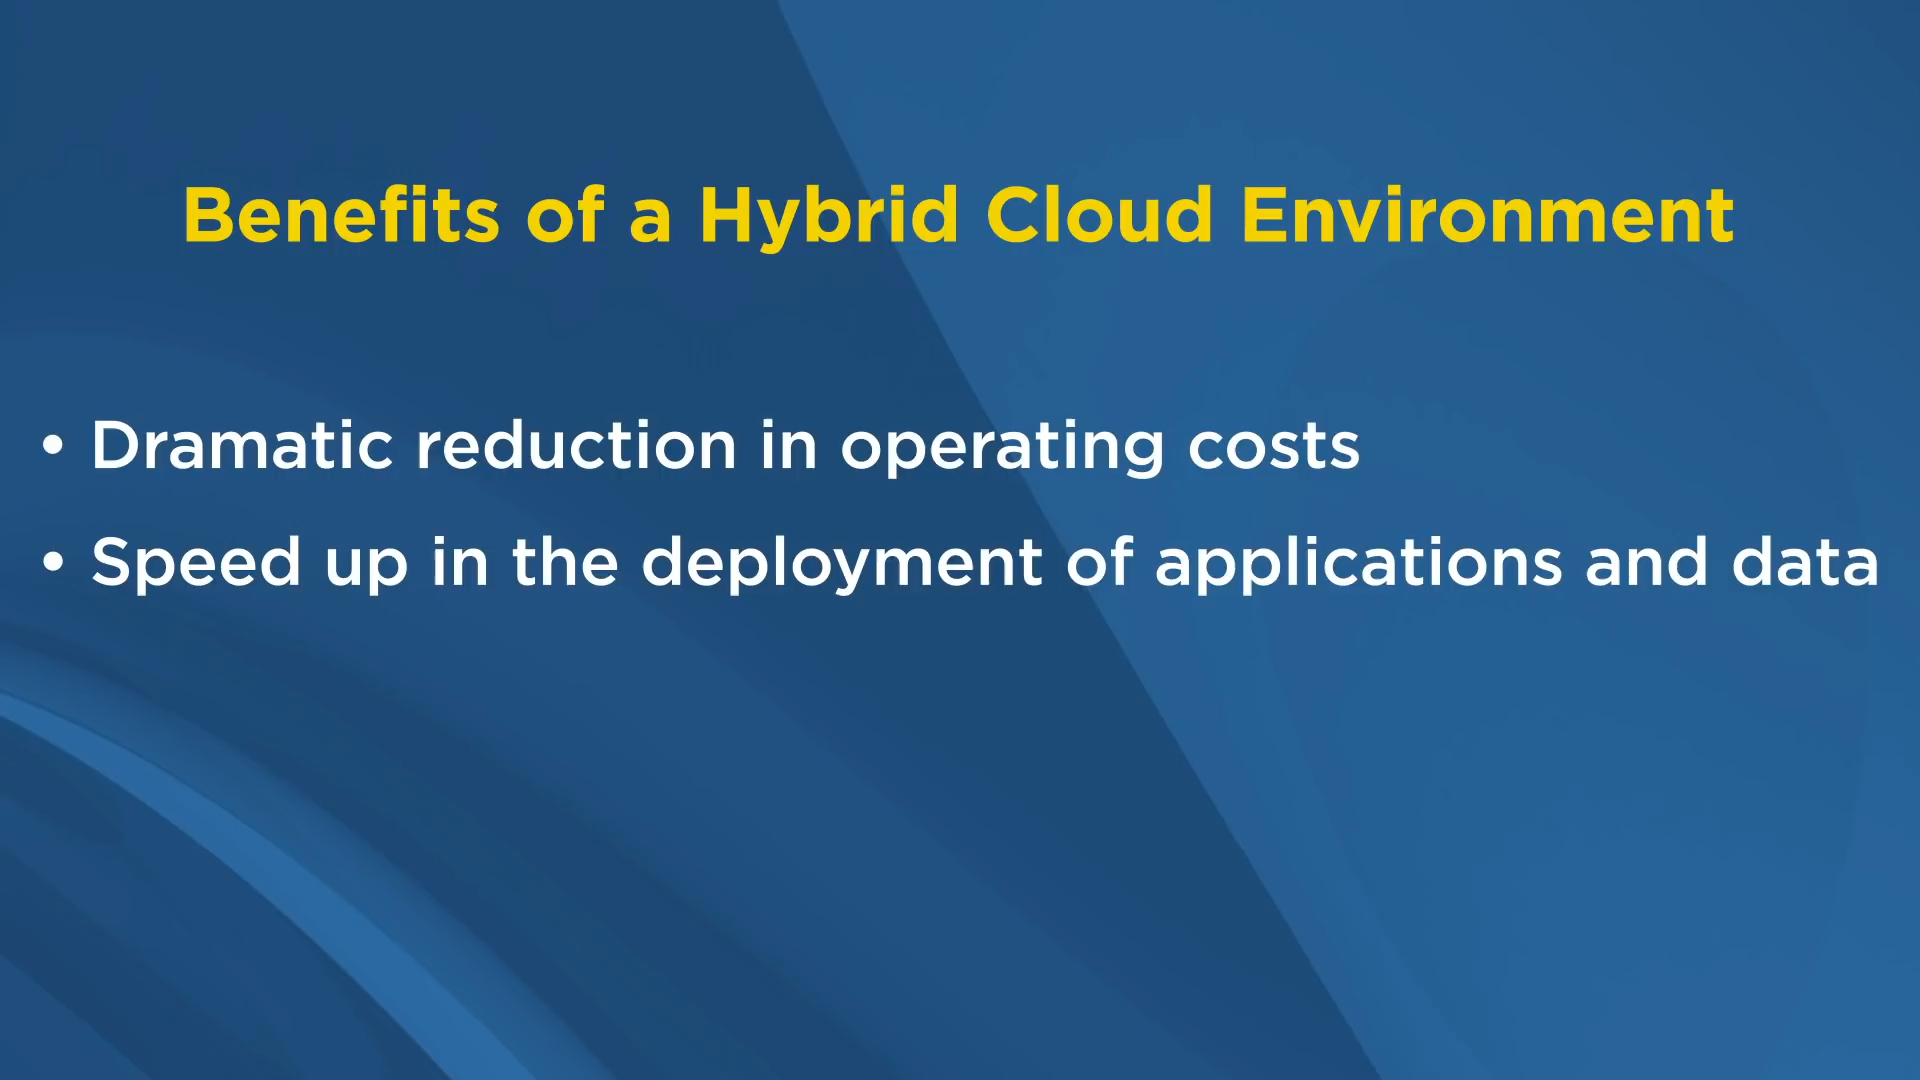 Benefits of a Hybrid Cloud Environment
• Dramatic reduction in operating costs
• Speed up in the deployment of applications and data